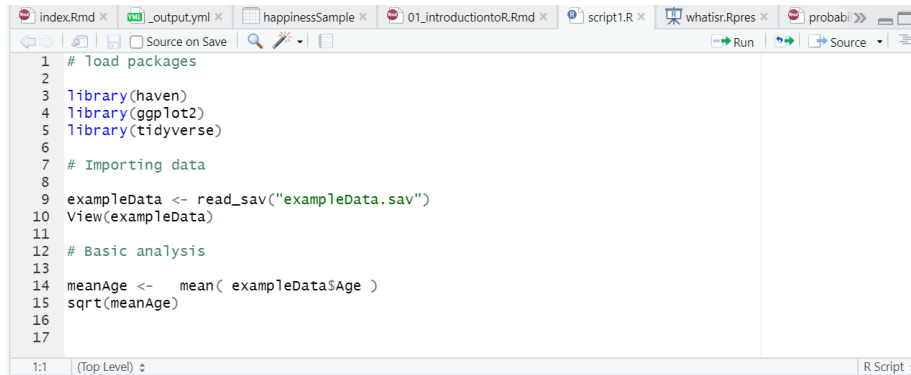 index.Rmd × _output.yml × happinessSample × 01_introductiontoR.Rmd × script1.R × whatisr.Rpres × probabi
Source on Save Run Source
1 # load packages
2
3 library(haven)
4 library(ggplot2)
5 library(tidyverse)
6
7 # Importing data
8
9 exampleData <- read_sav("exampleData.sav")
10 View(exampleData)
11
12 # Basic analysis
13
14 meanAge <-   mean( exampleData$Age )
15 sqrt(meanAge)
16
17
1:1 (Top Level) R Script